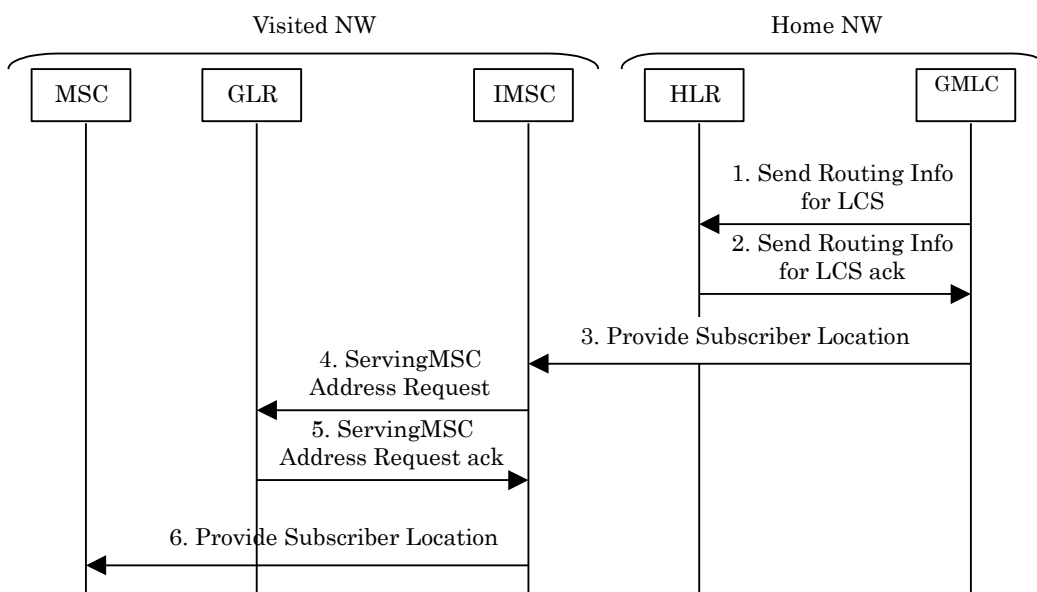 Visited NW
Home NW
MSC
GLR
IMSC
HLR
GMLC
1. Send Routing Info
for LCS
2. Send Routing Info
for LCS ack
3. Provide Subscriber Location
4. ServingMSC
Address Request
5. ServingMSC
Address Request ack
6. Provide Subscriber Location